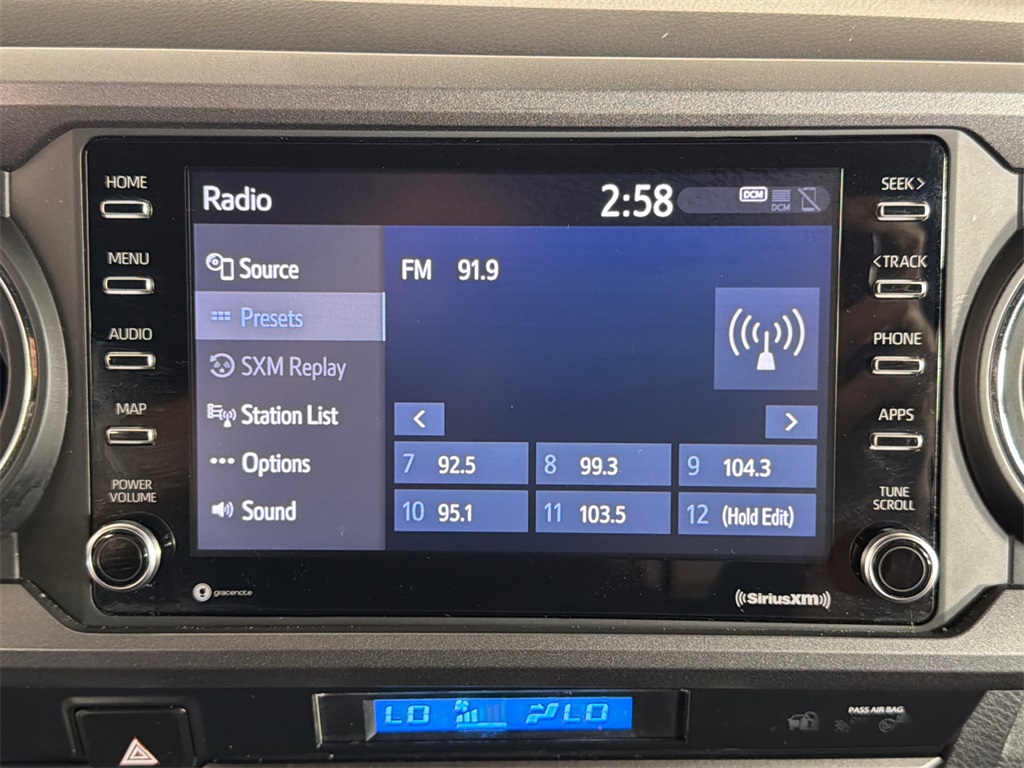 HOME
MENU
AUDIO
MAP
POWER
VOLUME
Radio
2:58
DCM
DCM
Source
Presets
SXM Replay
Station List
Options
Sound
FM 91.9
<
>
7 92.5
8 99.3
9 104.3
10 95.1
11 103.5
12 (Hold Edit)
SEEK >
< TRACK
PHONE
APPS
TUNE
SCROLL
gracenote
((SiriusXM))
LO
LO
PASS AIR BAG